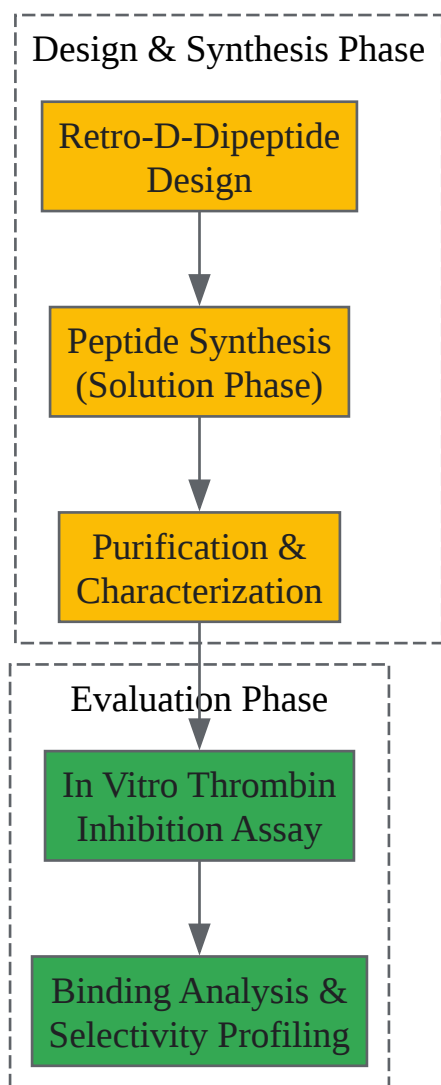 Design & Synthesis Phase
Retro-D-Dipeptide
Design
Peptide Synthesis
(Solution Phase)
Purification &
Characterization
Evaluation Phase
In Vitro Thrombin
Inhibition Assay
Binding Analysis &
Selectivity Profiling